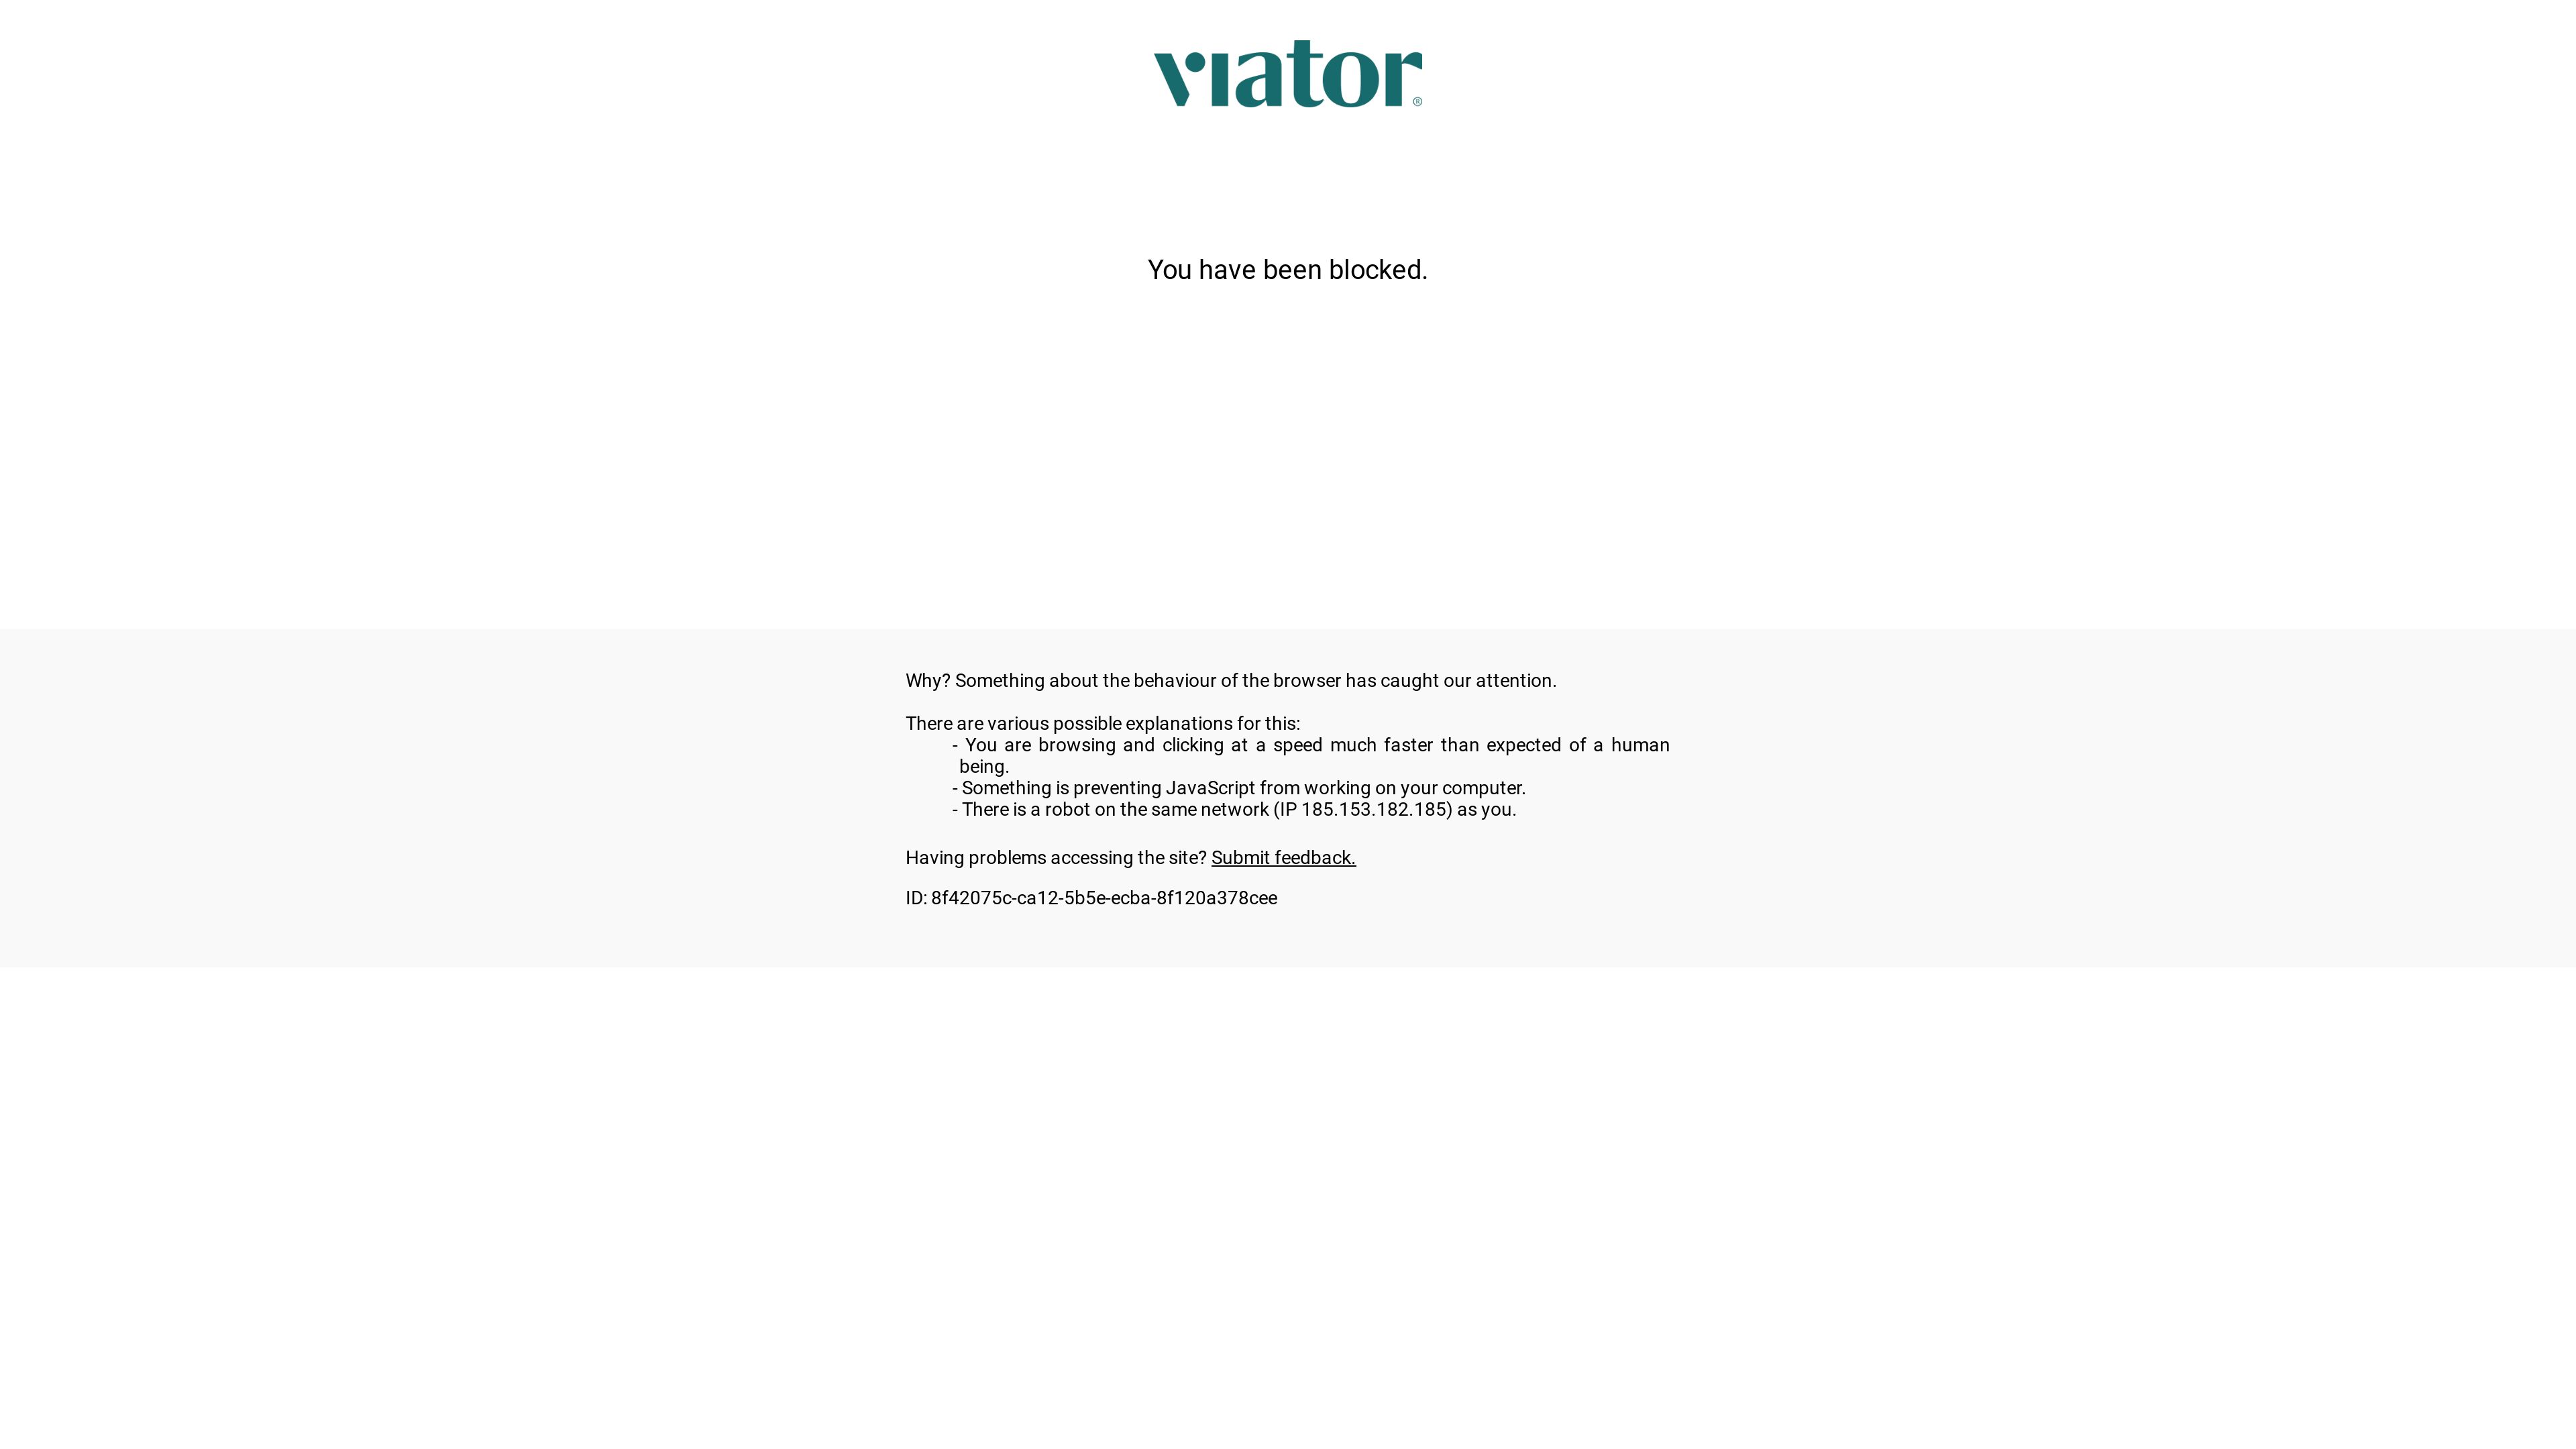 viator®
You have been blocked.
Why? Something about the behaviour of the browser has caught our attention.
There are various possible explanations for this:
- You are browsing and clicking at a speed much faster than expected of a human
being.
- Something is preventing JavaScript from working on your computer.
- There is a robot on the same network (IP 185.153.182.185) as you.
Having problems accessing the site? Submit feedback.
ID: 8f42075c-ca12-5b5e-ecba-8f120a378cee